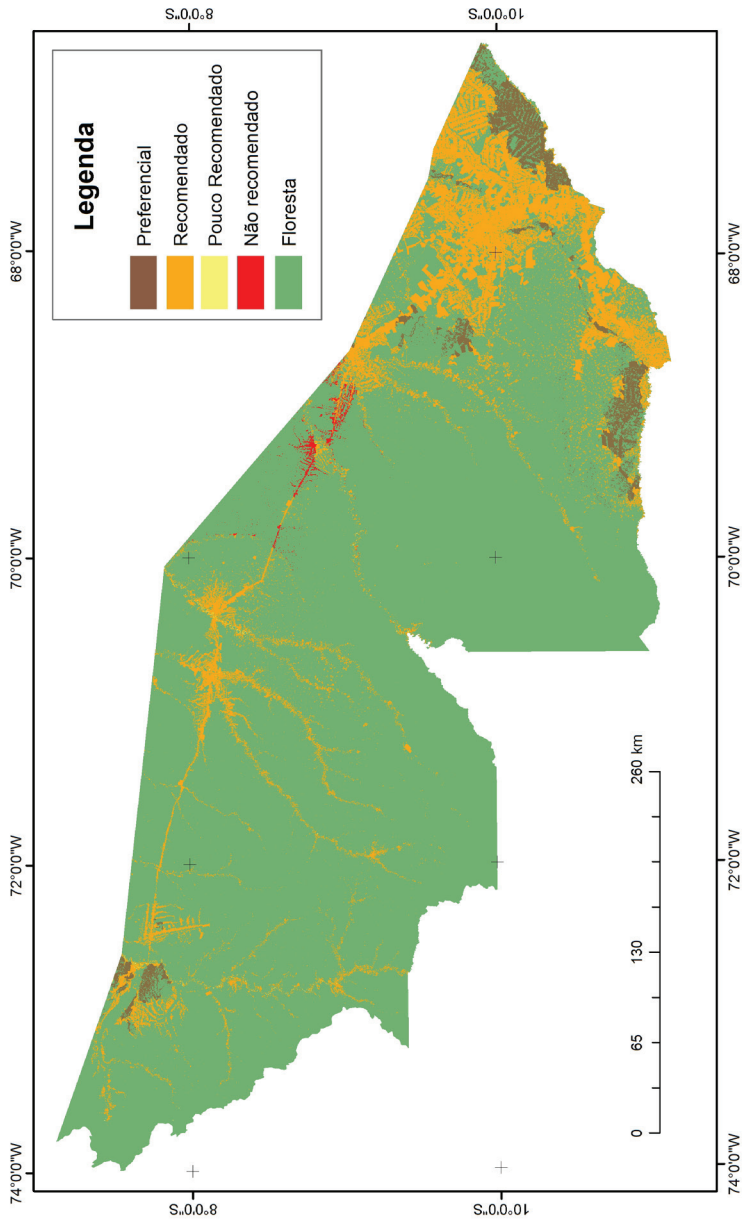 74°0'0"W 72°0'0"W 70°0'0"W 68°0'0"W
Legenda
Preferencial
Recomendado
Pouco Recomendado
Não recomendado
Floresta
8°0'0"S 8°0'0"S
10°0'0"S 10°0'0"S
0 65 130 260 km
74°0'0"W 72°0'0"W 70°0'0"W 68°0'0"W